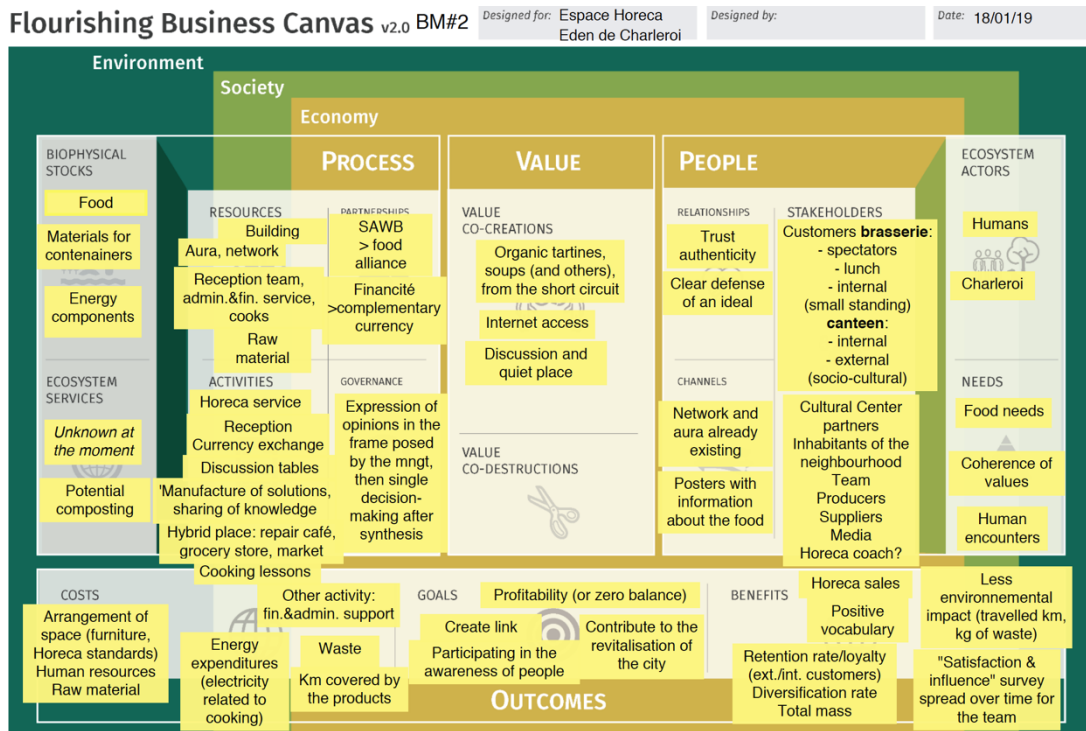 Flourishing Business Canvas v2.0 BM#2
Designed for: Espace Horeca
Eden de Charleroi
Designed by:
Date: 18/01/19
Environment
Society
Economy
PROCESS
VALUE
PEOPLE
BIOPHYSICAL
STOCKS
Food
Materials for
contenainers
Energy
components
ECOSYSTEM
SERVICES
Unknown at
the moment
Potential
composting
RESOURCES
Building
Aura, network
Reception team,
admin.&fin. service,
cooks
Raw
material
PARTNERSHIPS
SAWB
> food
alliance
Financité
>complementary
currency
ACTIVITIES
Horeca service
Reception
Currency exchange
Discussion tables
'Manufacture of solutions,
sharing of knowledge
Hybrid place: repair café,
grocery store, market
Cooking lessons
Other activity:
fin.&admin. support
GOVERNANCE
Expression of
opinions in the
frame posed
by the mngt,
then single
decision-
making after
synthesis
VALUE
CO-CREATIONS
Organic tartines,
soups (and others),
from the short circuit
Internet access
Discussion and
quiet place
VALUE
CO-DESTRUCTIONS
RELATIONSHIPS
Trust
authenticity
Clear defense
of an ideal
CHANNELS
Network and
aura already
existing
Posters with
information
about the food
STAKEHOLDERS
Customers brasserie:
- spectators
- lunch
- internal
(small standing)
canteen:
- internal
- external
(socio-cultural)
Cultural Center
partners
Inhabitants of the
neighbourhood
Team
Producers
Suppliers
Media
Horeca coach?
ECOSYSTEM
ACTORS
Humans
Charleroi
NEEDS
Food needs
Coherence of
values
Human
encounters
COSTS
Arrangement of
space (furniture,
Horeca standards)
Human resources
Raw material
Energy
expenditures
(electricity
related to
cooking)
Waste
Km covered by
the products
GOALS
Profitability (or zero balance)
Create link
Participating in the
awareness of people
Contribute to the
revitalisation of
the city
BENEFITS
Horeca sales
Positive
vocabulary
Retention rate/loyalty
(ext./int. customers)
Diversification rate
Total mass
Less
environnemental
impact (travelled km,
kg of waste)
"Satisfaction &
influence" survey
spread over time for
the team
OUTCOMES